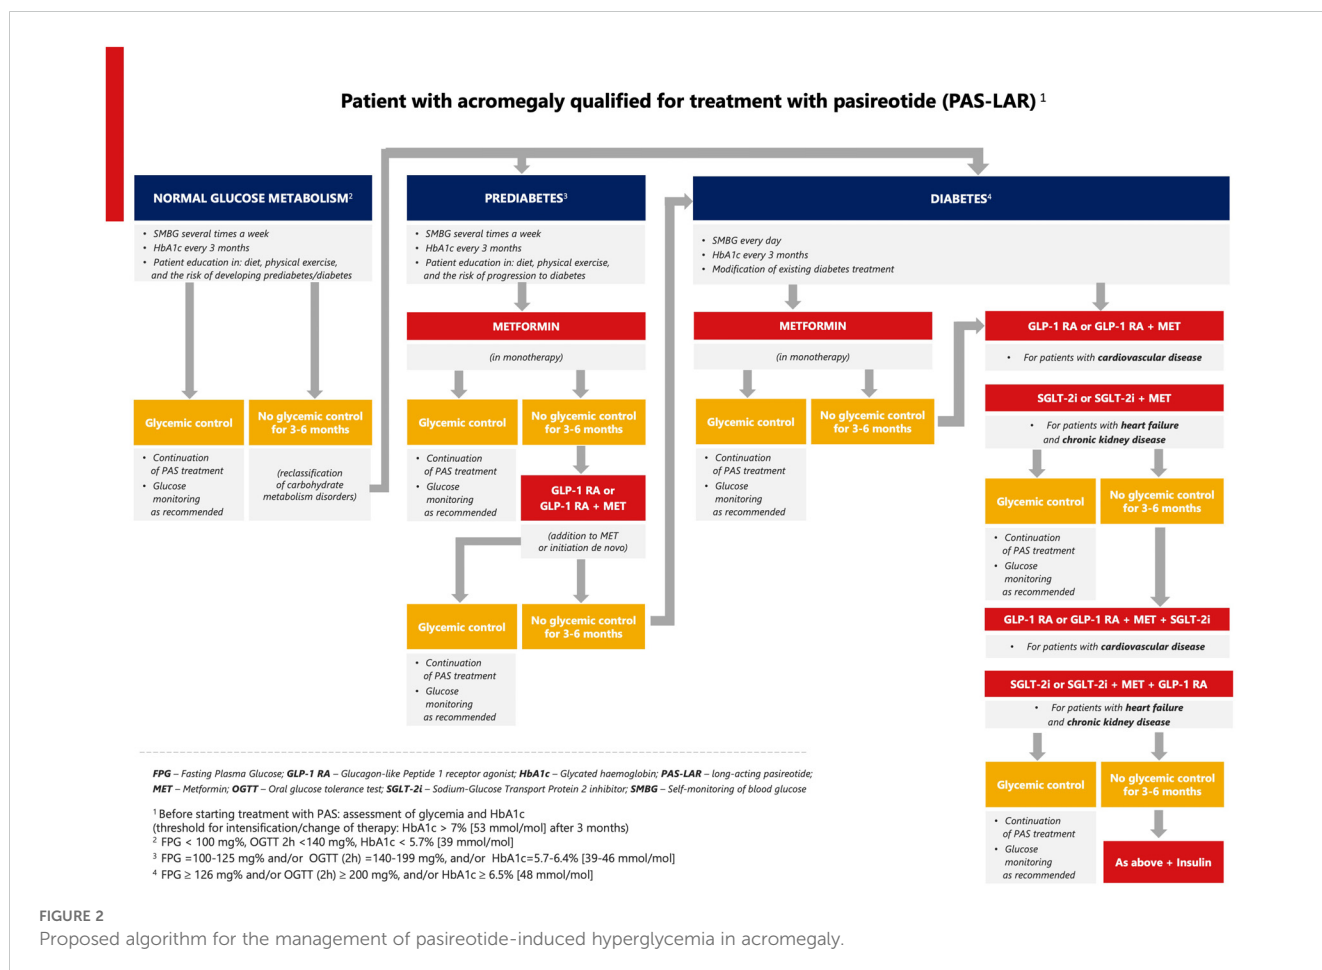 Patient with acromegaly qualified for treatment with pasireotide (PAS-LAR) 1
NORMAL GLUCOSE METABOLISM2
• SMBG several times a week
• HbA1c every 3 months
• Patient education in: diet, physical exercise,
and the risk of developing prediabetes/diabetes
Glycemic control
• Continuation
of PAS treatment
• Glucose
monitoring
as recommended
No glycemic control
for 3-6 months
(reclassification
of carbohydrate
metabolism disorders)
PREDIABETES3
• SMBG several times a week
• HbA1c every 3 months
• Patient education in: diet, physical exercise,
and the risk of progression to diabetes
METFORMIN
(in monotherapy)
Glycemic control
• Continuation
of PAS treatment
• Glucose
monitoring
as recommended
No glycemic control
for 3-6 months
GLP-1 RA or
GLP-1 RA + MET
(addition to MET
or initiation de novo)
Glycemic control
• Continuation
of PAS treatment
• Glucose
monitoring
as recommended
No glycemic control
for 3-6 months
DIABETES4
• SMBG every day
• HbA1c every 3 months
• Modification of existing diabetes treatment
METFORMIN
(in monotherapy)
Glycemic control
• Continuation
of PAS treatment
• Glucose
monitoring
as recommended
No glycemic control
for 3-6 months
GLP-1 RA or GLP-1 RA + MET
• For patients with cardiovascular disease
SGLT-2i or SGLT-2i + MET
• For patients with heart failure
and chronic kidney disease
Glycemic control
• Continuation
of PAS treatment
• Glucose
monitoring
as recommended
No glycemic control
for 3-6 months
GLP-1 RA or GLP-1 RA + MET + SGLT-2i
• For patients with cardiovascular disease
SGLT-2i or SGLT-2i + MET + GLP-1 RA
• For patients with heart failure
and chronic kidney disease
Glycemic control
• Continuation
of PAS treatment
• Glucose
monitoring
as recommended
No glycemic control
for 3-6 months
As above + Insulin
FPG – Fasting Plasma Glucose; GLP-1 RA – Glucagon-like Peptide 1 receptor agonist; HbA1c – Glycated haemoglobin; PAS-LAR – long-acting pasireotide;
MET – Metformin; OGTT – Oral glucose tolerance test; SGLT-2i – Sodium-Glucose Transport Protein 2 inhibitor; SMBG – Self-monitoring of blood glucose
1 Before starting treatment with PAS: assessment of glycemia and HbA1c
(threshold for intensification/change of therapy: HbA1c > 7% [53 mmol/mol] after 3 months)
2 FPG < 100 mg%, OGTT 2h <140 mg%, HbA1c < 5.7% [39 mmol/mol]
3 FPG =100-125 mg% and/or OGTT (2h) =140-199 mg%, and/or HbA1c=5.7-6.4% [39-46 mmol/mol]
4 FPG ≥ 126 mg% and/or OGTT (2h) ≥ 200 mg%, and/or HbA1c ≥ 6.5% [48 mmol/mol]
FIGURE 2
Proposed algorithm for the management of pasireotide-induced hyperglycemia in acromegaly.